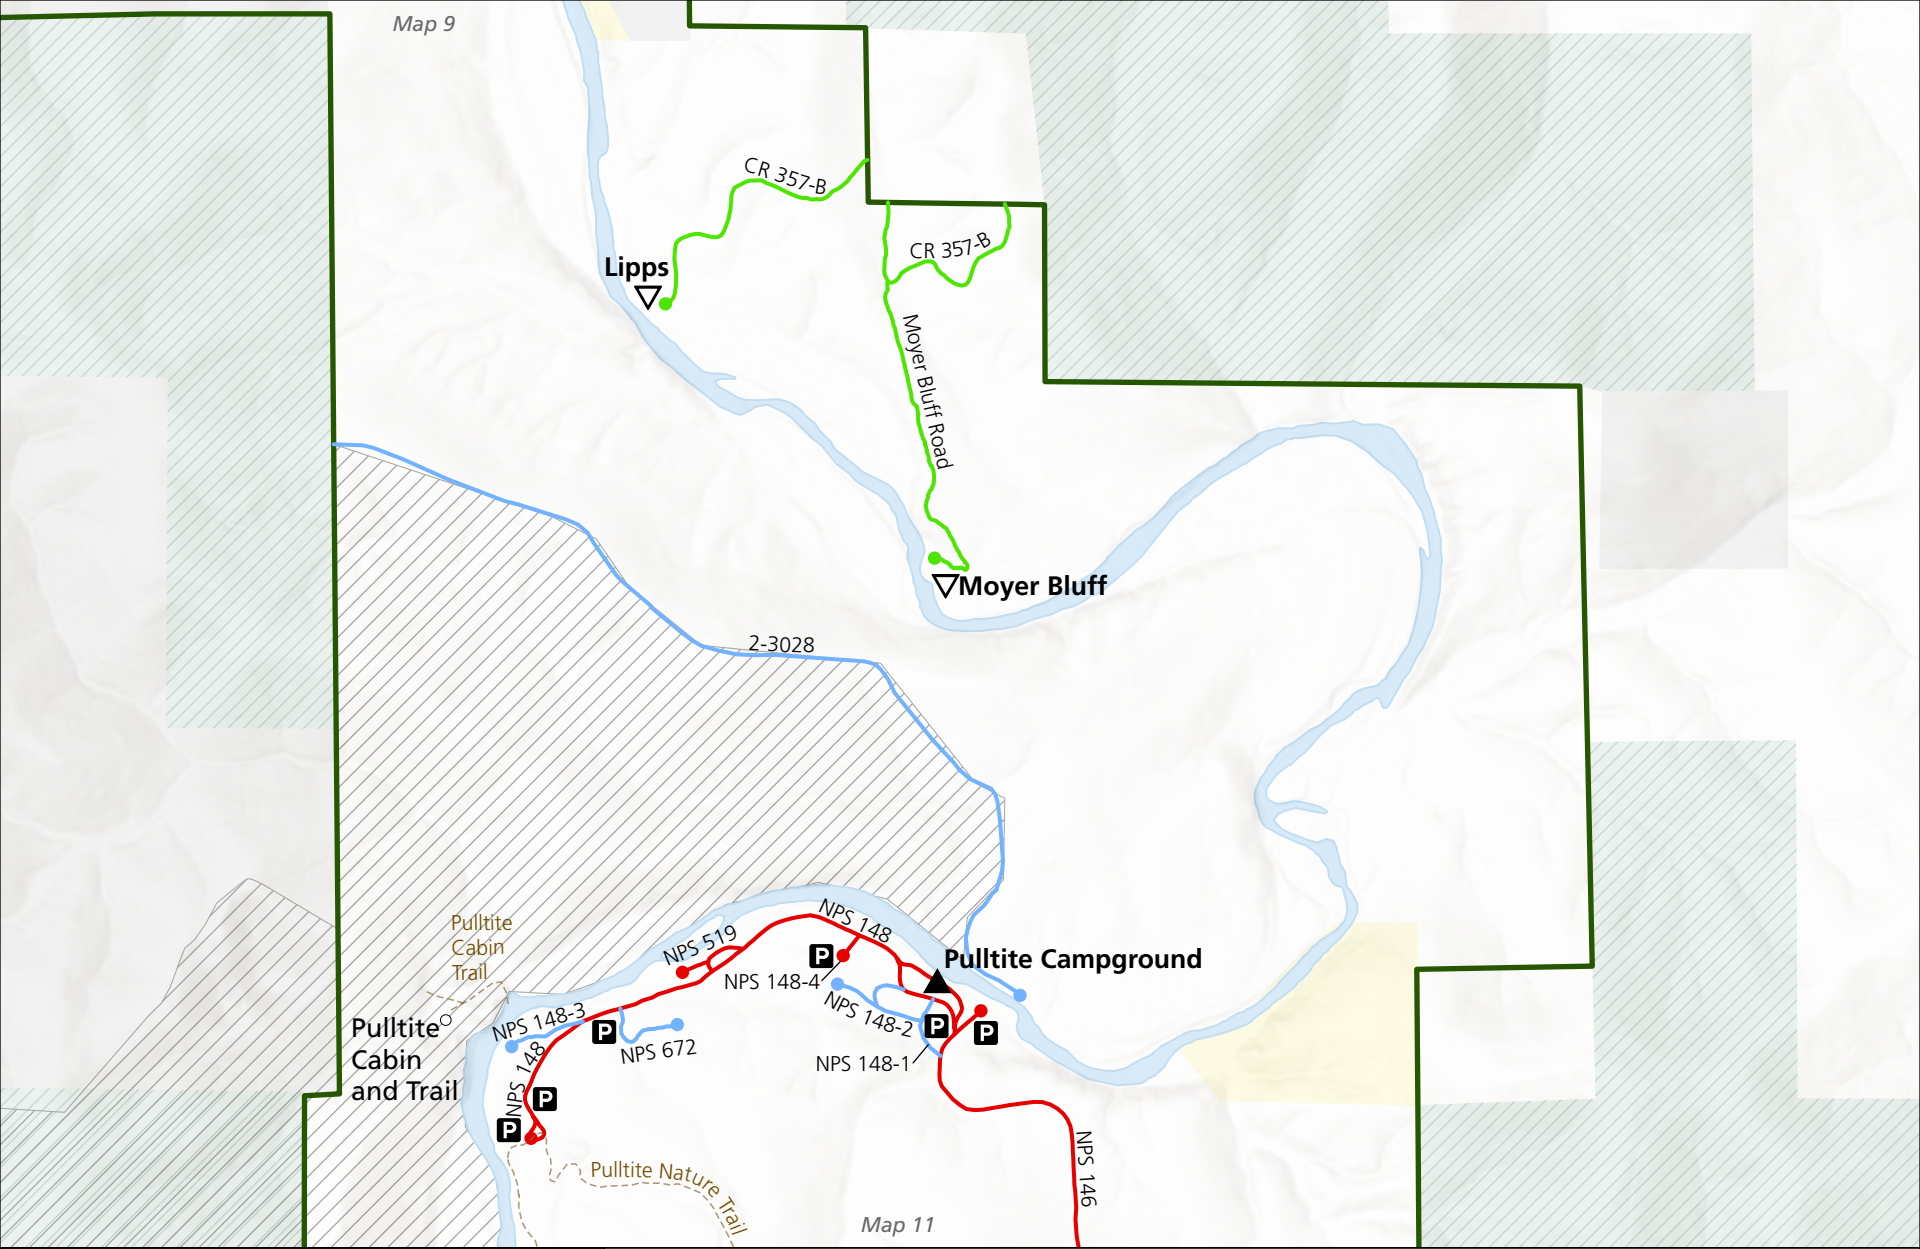 Map 9
CR 357-B
CR 357-B
Lipps
Moyer Bluff Road
Moyer Bluff
2-3028
NPS 148
Pulltite
Cabin
Trail
NPS 519
P
Pulltite Campground
NPS 148-4
NPS 148-2
NPS 148-3
Pulltite
Cabin
and Trail
P
P
P
NPS 672
NPS 148-1
NPS 148
P
P
NPS 146
Pulltite Nature Trail
Map 11